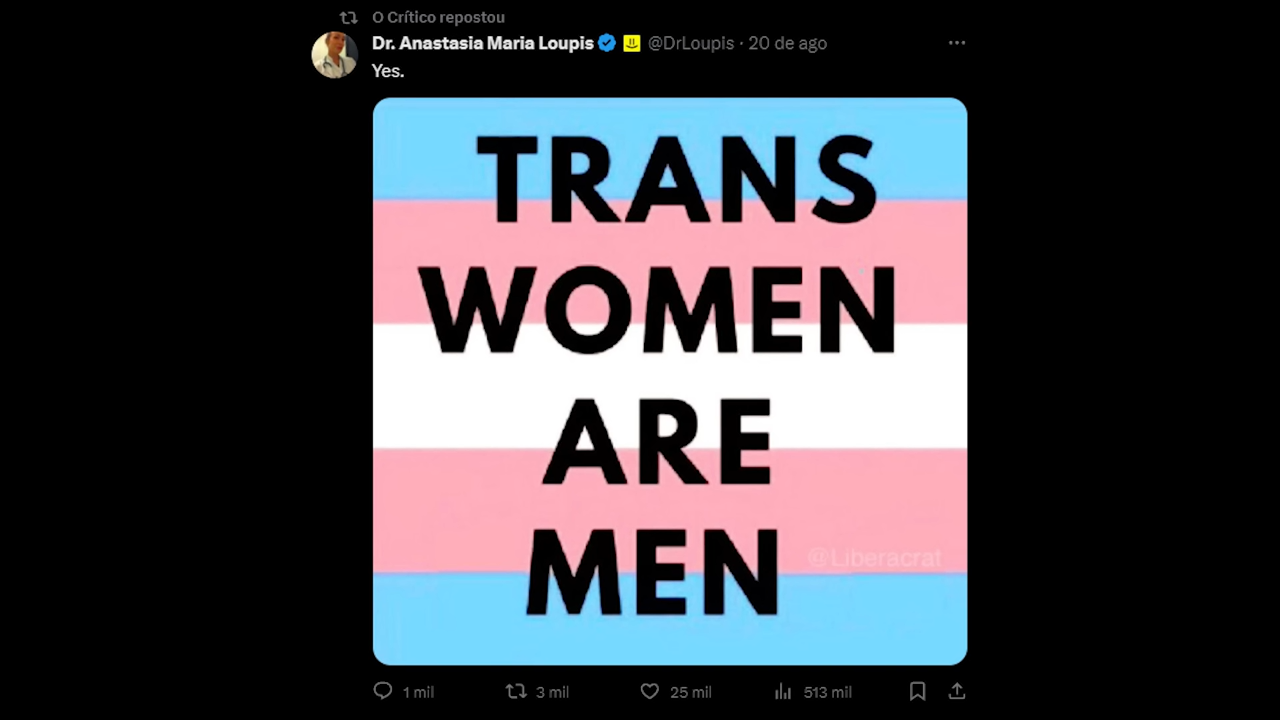 O Crítico repostou
Dr. Anastasia Maria Loupis @DrLoupis · 20 de ago
Yes.
TRANS
WOMEN
ARE
MEN
@Liberacrat
1 mil 3 mil 25 mil 513 mil